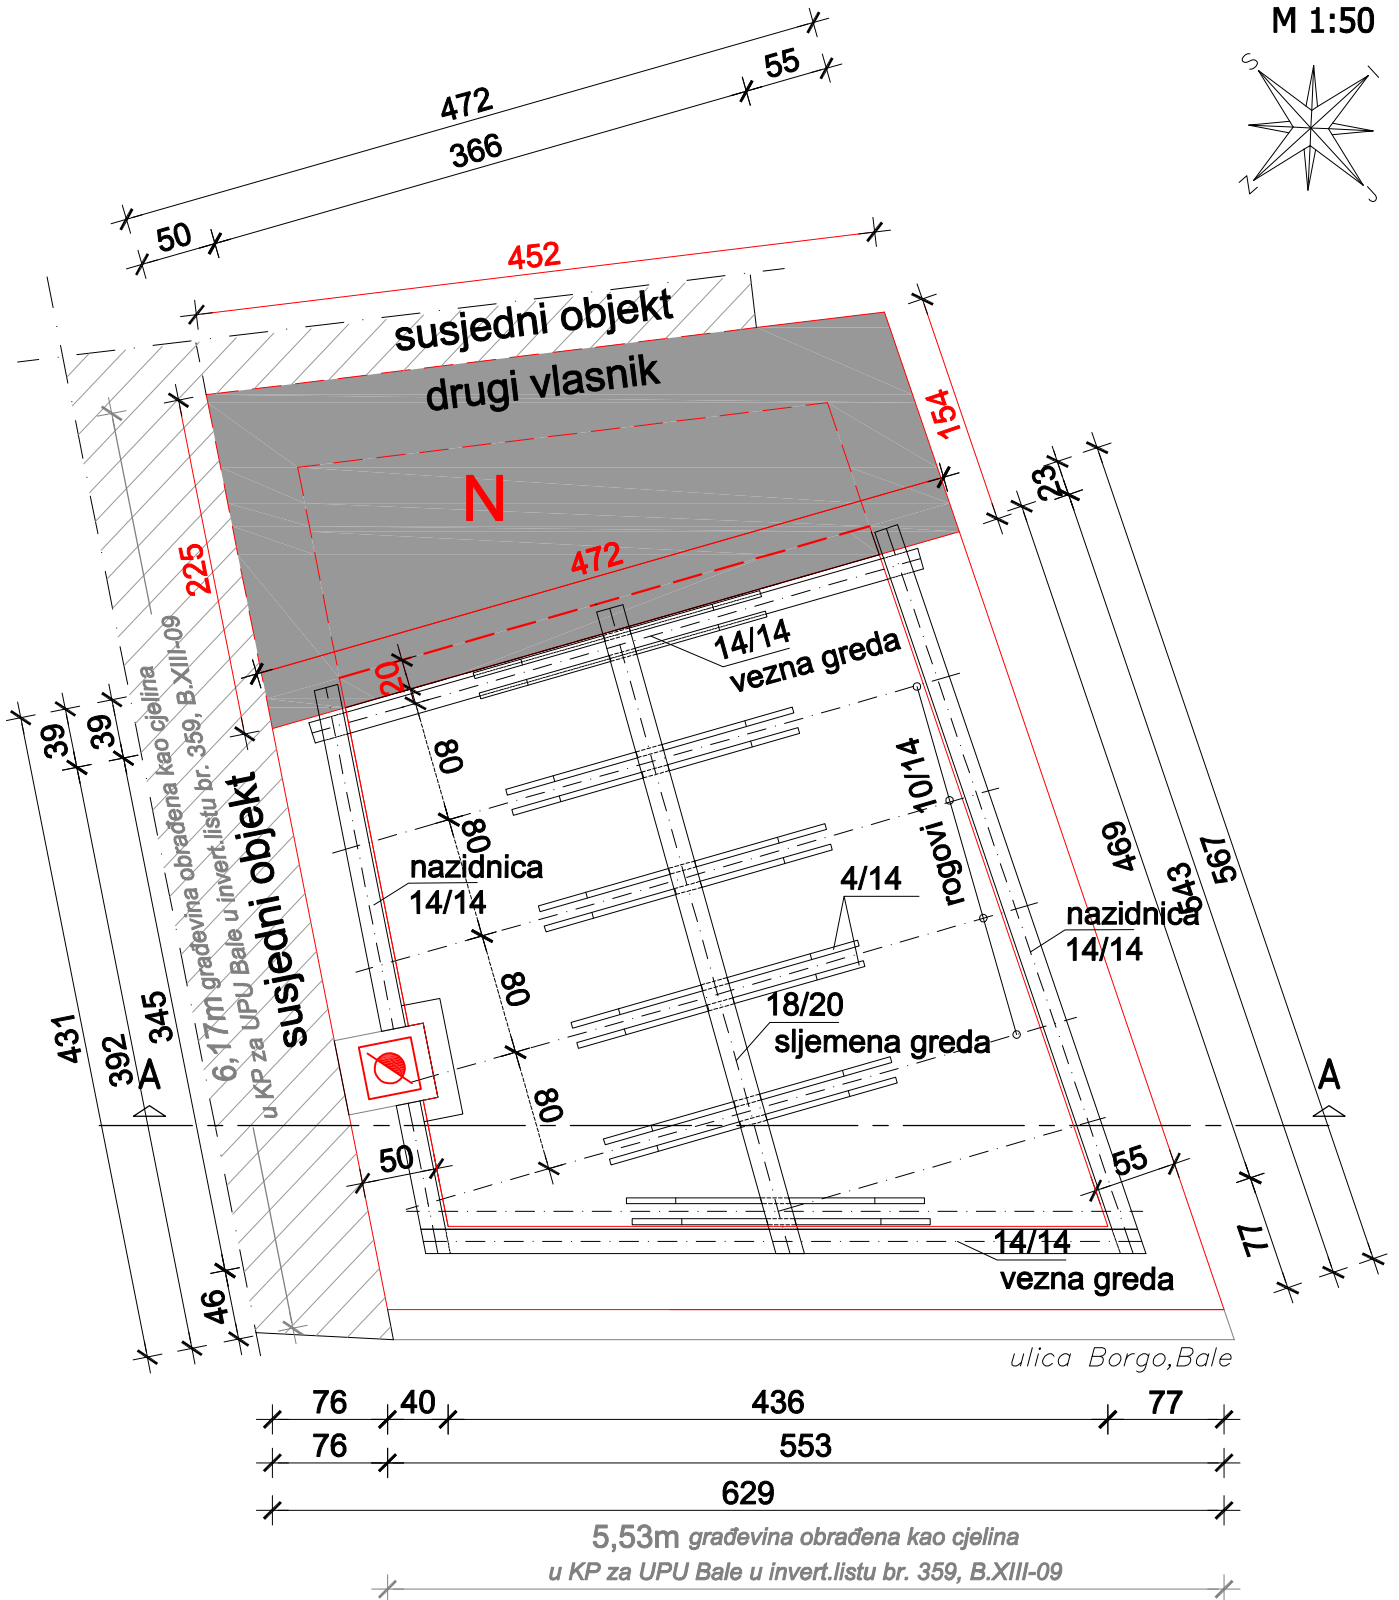 M 1:50
S
I
Z
J
472
55
366
50
452
susjedni objekt
drugi vlasnik
154
N
472
225
20
23
14/14
vezna greda
39
39
80
80
80
80
rogovi 10/14
nazidnica
14/14
4/14
18/20
sljemena greda
nazidnica
14/14
469
543
567
susjedni objekt
6,17m građevina obrađena kao cjelina
u KP za UPU Bale u invert.listu br. 359, B.XIII-09
431
392
345
A
A
50
55
77
46
14/14
vezna greda
ulica Borgo,Bale
76
40
436
77
76
553
629
5,53m građevina obrađena kao cjelina
u KP za UPU Bale u invert.listu br. 359, B.XIII-09